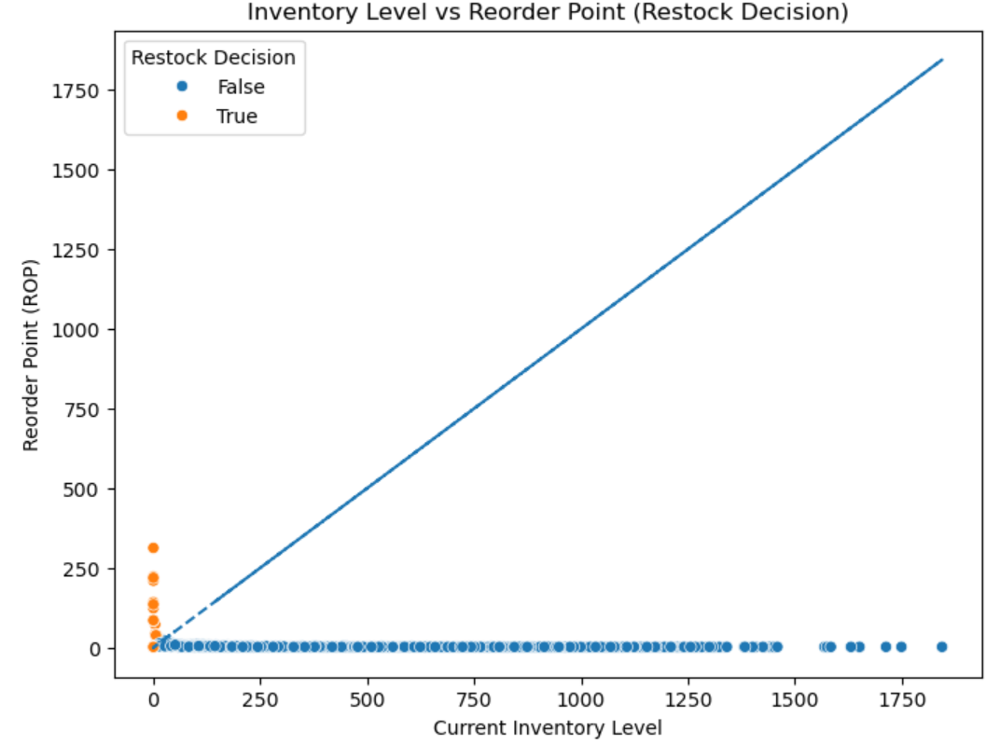 Inventory Level vs Reorder Point (Restock Decision)
Restock Decision
False
True
1750
1500
1250
1000
750
500
250
0
Reorder Point (ROP)
0 250 500 750 1000 1250 1500 1750
Current Inventory Level